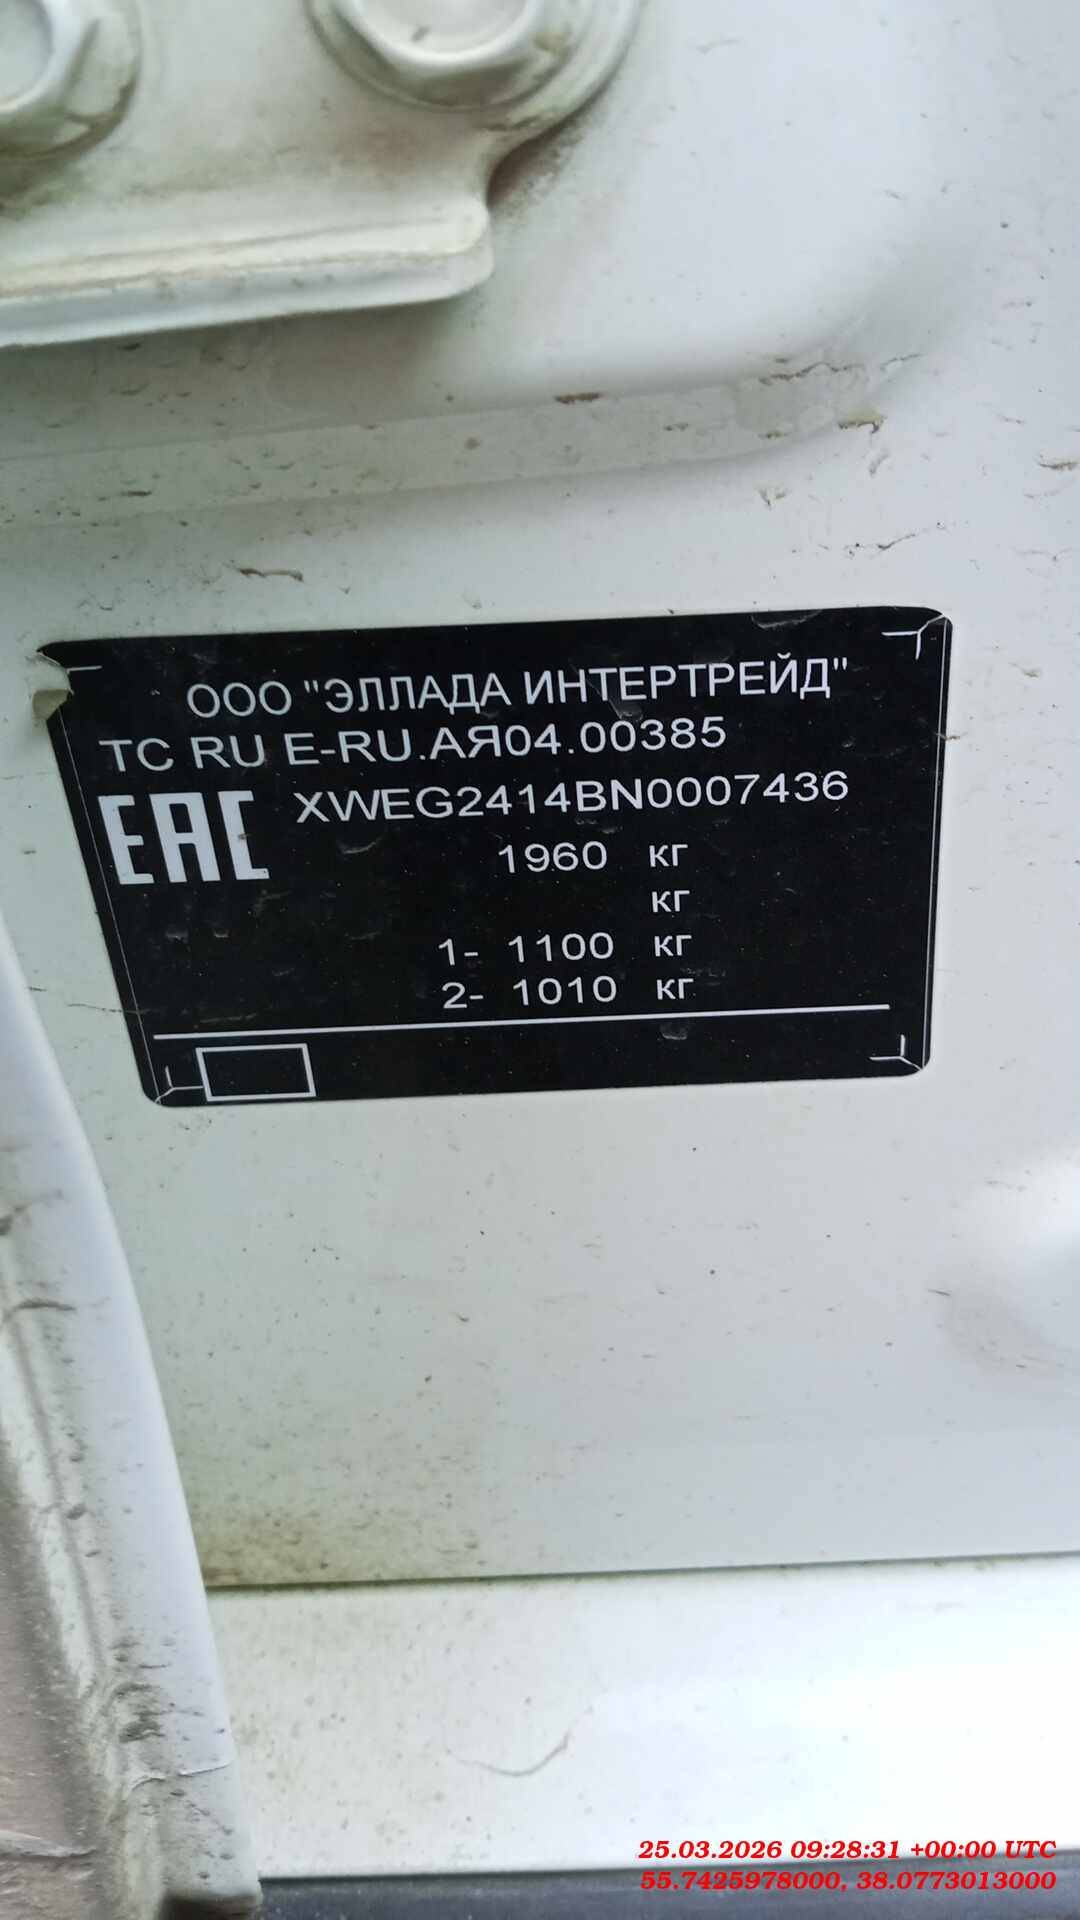 ООО "ЭЛЛАДА ИНТЕРТРЕЙД"
ТС RU E-RU.АЯ04.00385
EAC XWEG2414BN0007436
1960 кг
кг
1- 1100 кг
2- 1010 кг
25.03.2026 09:28:31 +00:00 UTC
55.7425978000, 38.0773013000